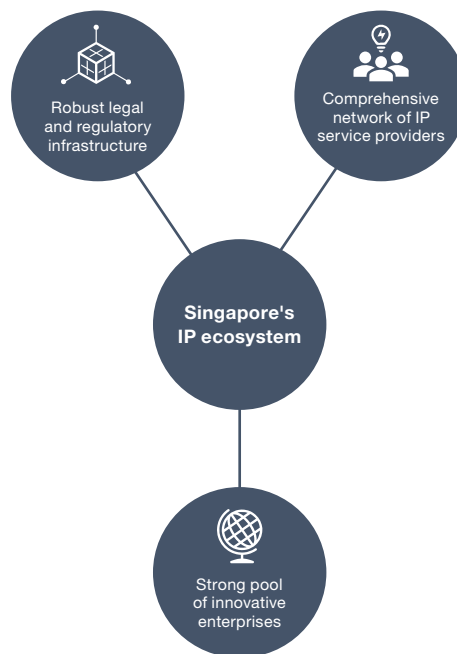 Robust legal
and regulatory
infrastructure
Comprehensive
network of IP
service providers
Singapore's
IP ecosystem
Strong pool
of innovative
enterprises